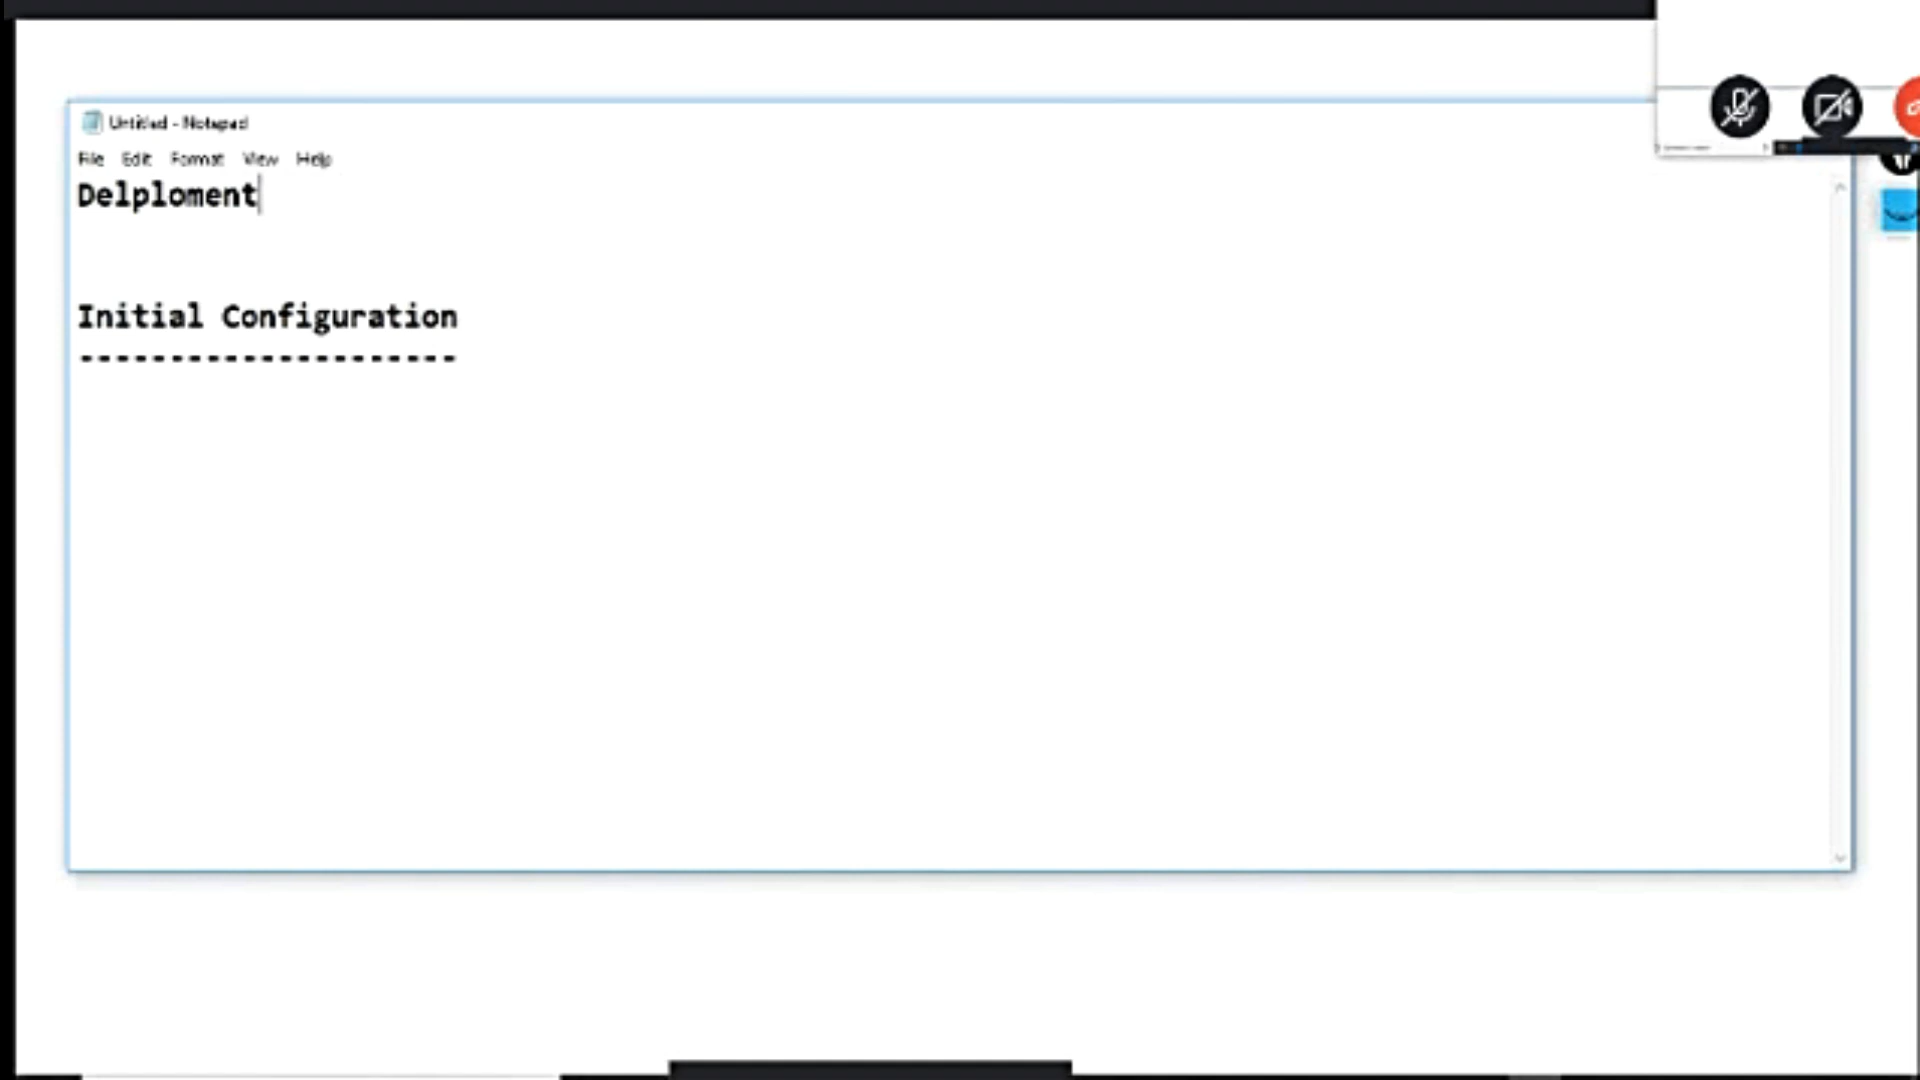 Untitled - Notepad
File Edit Format View Help
Delploment
Initial Configuration
---------------------